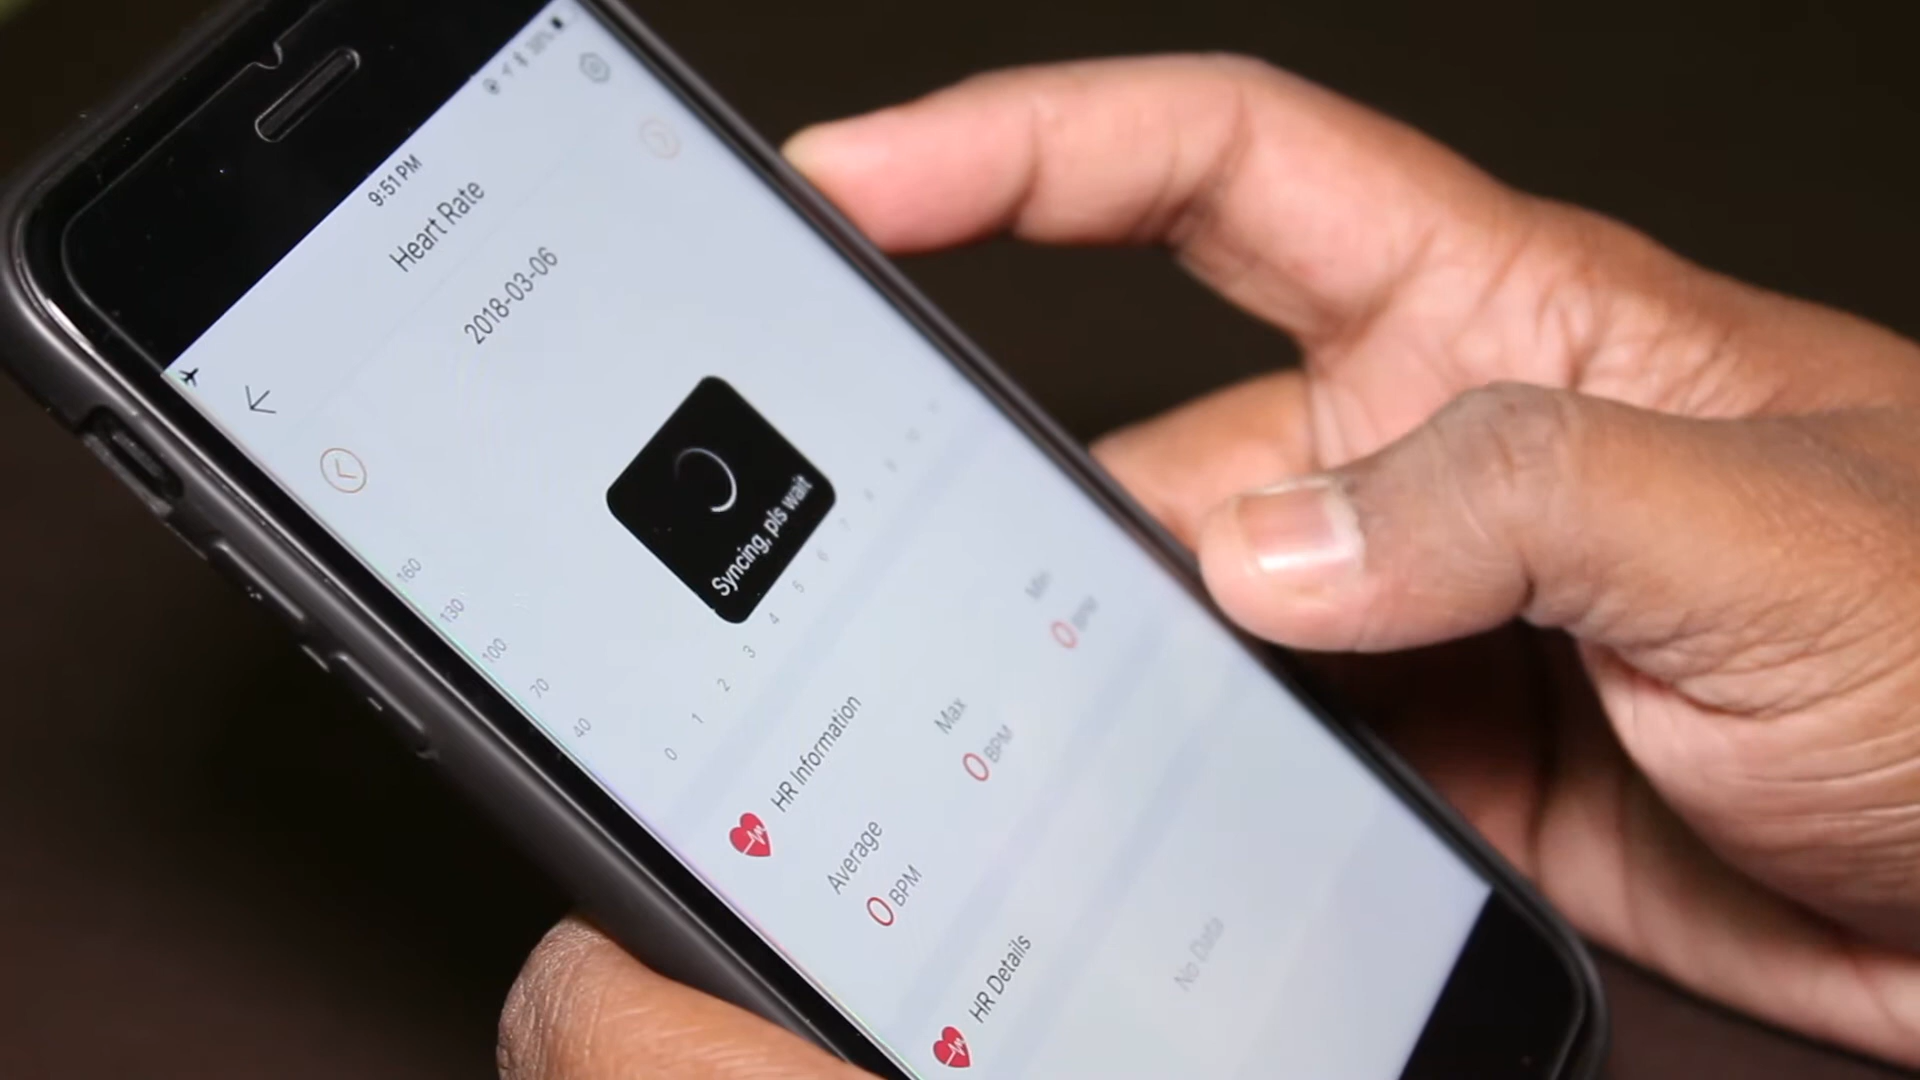 9:51 PM
Heart Rate
2018-03-06
Syncing, pls wait
160
130
100
70
40
0 1 2 3 4 5 6 7 8 9
HR Information
Average Max Min
0 BPM 0 BPM 0 BPM
HR Details
No Data